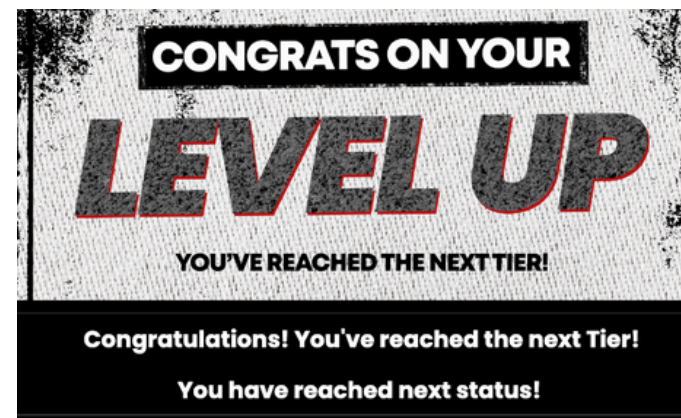 CONGRATS ON YOUR
LEVEL UP
YOU'VE REACHED THE NEXT TIER!
Congratulations! You've reached the next Tier!
You have reached next status!